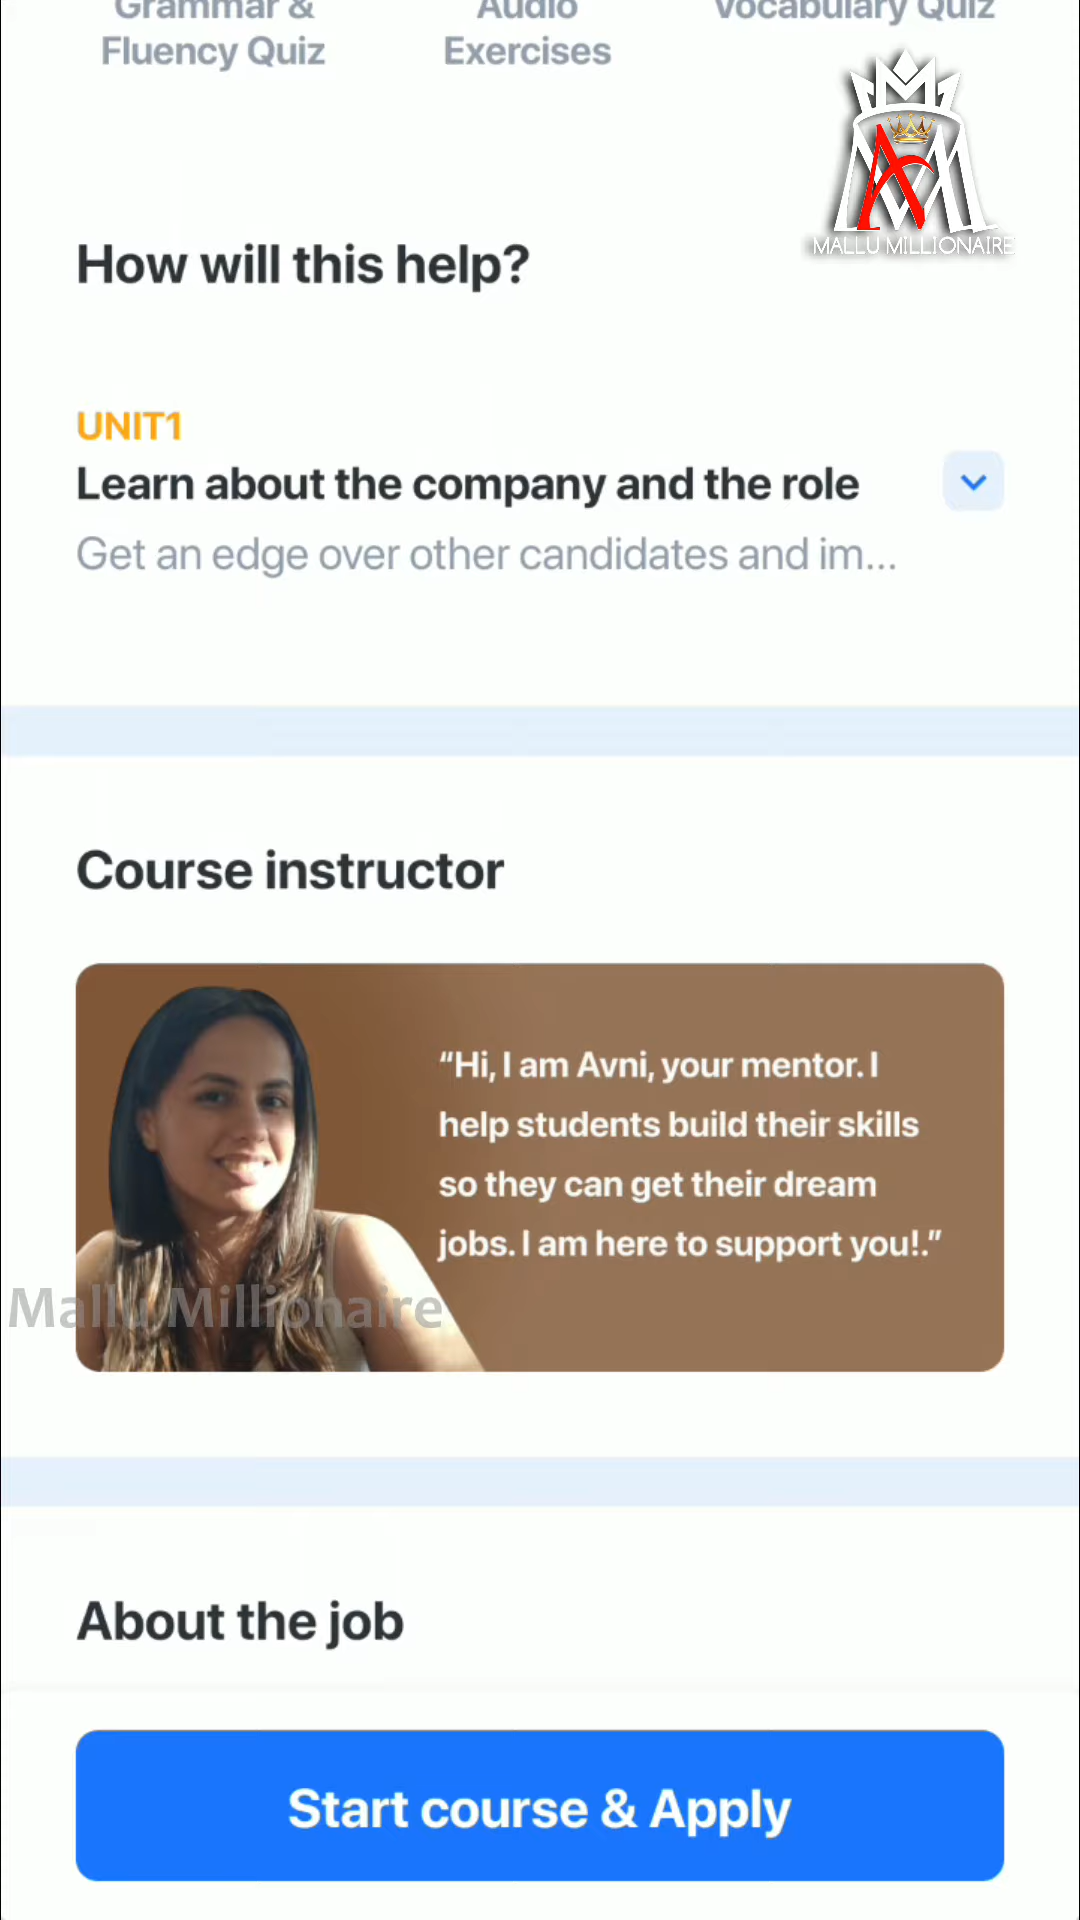 Grammar &
Fluency Quiz
Audio
Exercises
Vocabulary Quiz
MALLU MILLIONAIRE
How will this help?
UNIT1
Learn about the company and the role
Get an edge over other candidates and im...
Course instructor
“Hi, I am Avni, your mentor. I
help students build their skills
so they can get their dream
jobs. I am here to support you!.”
Mallu Millionaire
About the job
Start course & Apply